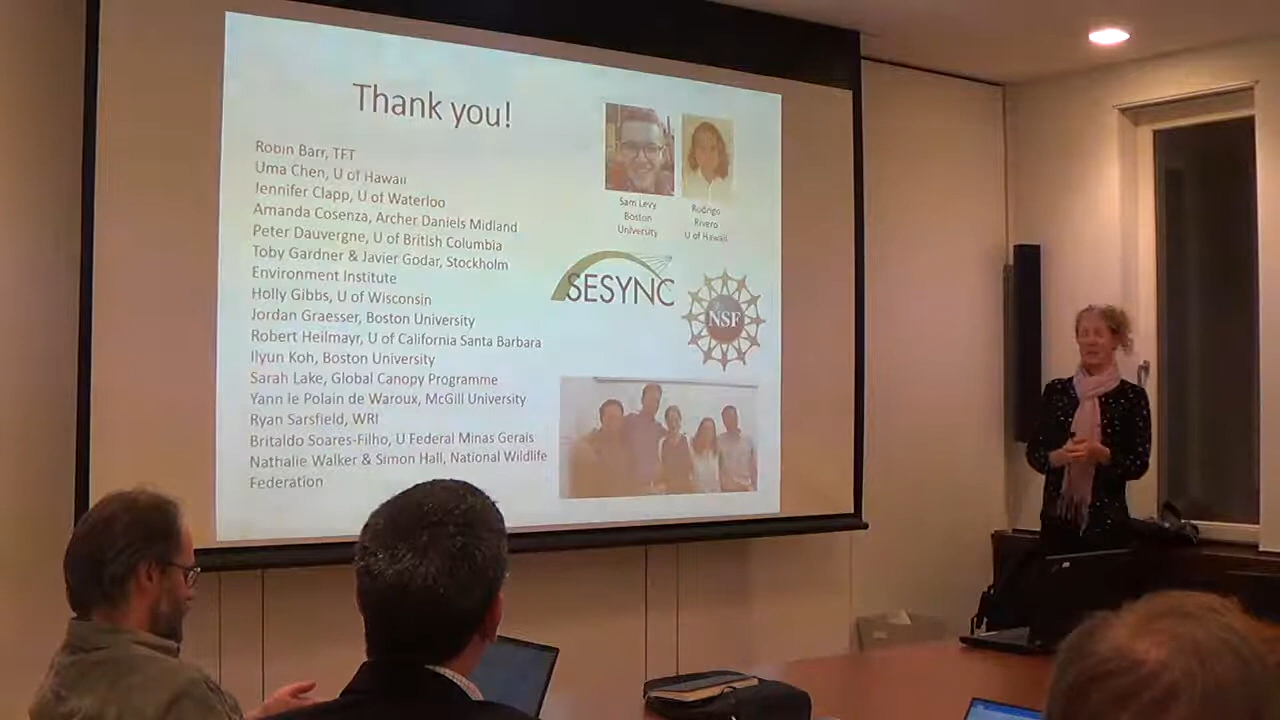 Thank you!
Robin Barr, TFT
Uma Chen, U of Hawaii
Jennifer Clapp, U of Waterloo
Amanda Cosenza, Archer Daniels Midland
Peter Dauvergne, U of British Columbia
Toby Gardner & Javier Godar, Stockholm
Environment Institute
Holly Gibbs, U of Wisconsin
Jordan Graesser, Boston University
Robert Heilmayr, U of California Santa Barbara
Ilyun Koh, Boston University
Sarah Lake, Global Canopy Programme
Yann le Polain de Waroux, McGill University
Ryan Sarsfield, WRI
Britaldo Soares-Filho, U Federal Minas Gerais
Nathalie Walker & Simon Hall, National Wildlife
Federation
Sam Levy
Boston
University
Rodrigo
Rivero
U of Hawaii
SESYNC
NSF